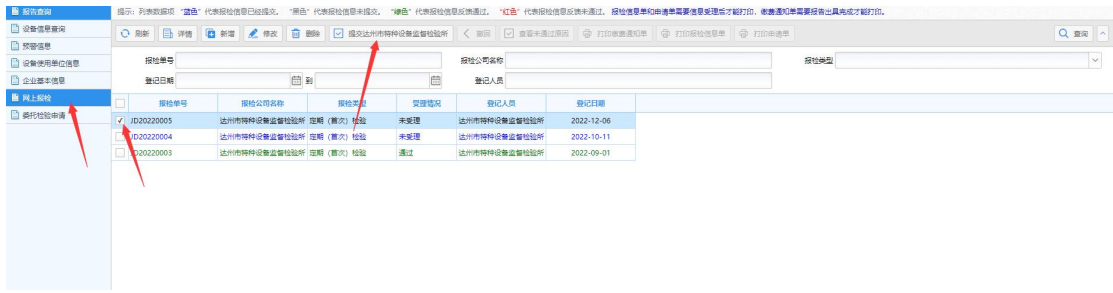 报告查询
设备信息查询
预警信息
设备使用单位信息
企业基本信息
网上报检
委托检验申请
提示：列表数据项 "蓝色" 代表报检信息已经提交。 "黑色" 代表报检信息未提交。 "绿色" 代表报检信息反馈通过。 "红色" 代表报检信息反馈未通过。 报检信息单和申请单需要信息受理后才能打印，缴费通知单需要报告出具完成才能打印。
刷新 详情 新增 修改 删除 提交达州市特种设备监督检验所 撤回 查看未通过原因 打印缴费通知单 打印报检信息单 打印申请单 查询
报检单号 报检公司名称 报检类型
登记日期 到 登记人员
报检单号 报检公司名称 报检类型 受理情况 登记人员 登记日期
JD20220005 达州市特种设备监督检验所 定期（首次）检验 未受理 达州市特种设备监督检验所 2022-12-06
JD20220004 达州市特种设备监督检验所 定期（首次）检验 未受理 达州市特种设备监督检验所 2022-10-11
JD20220003 达州市特种设备监督检验所 定期（首次）检验 通过 达州市特种设备监督检验所 2022-09-01